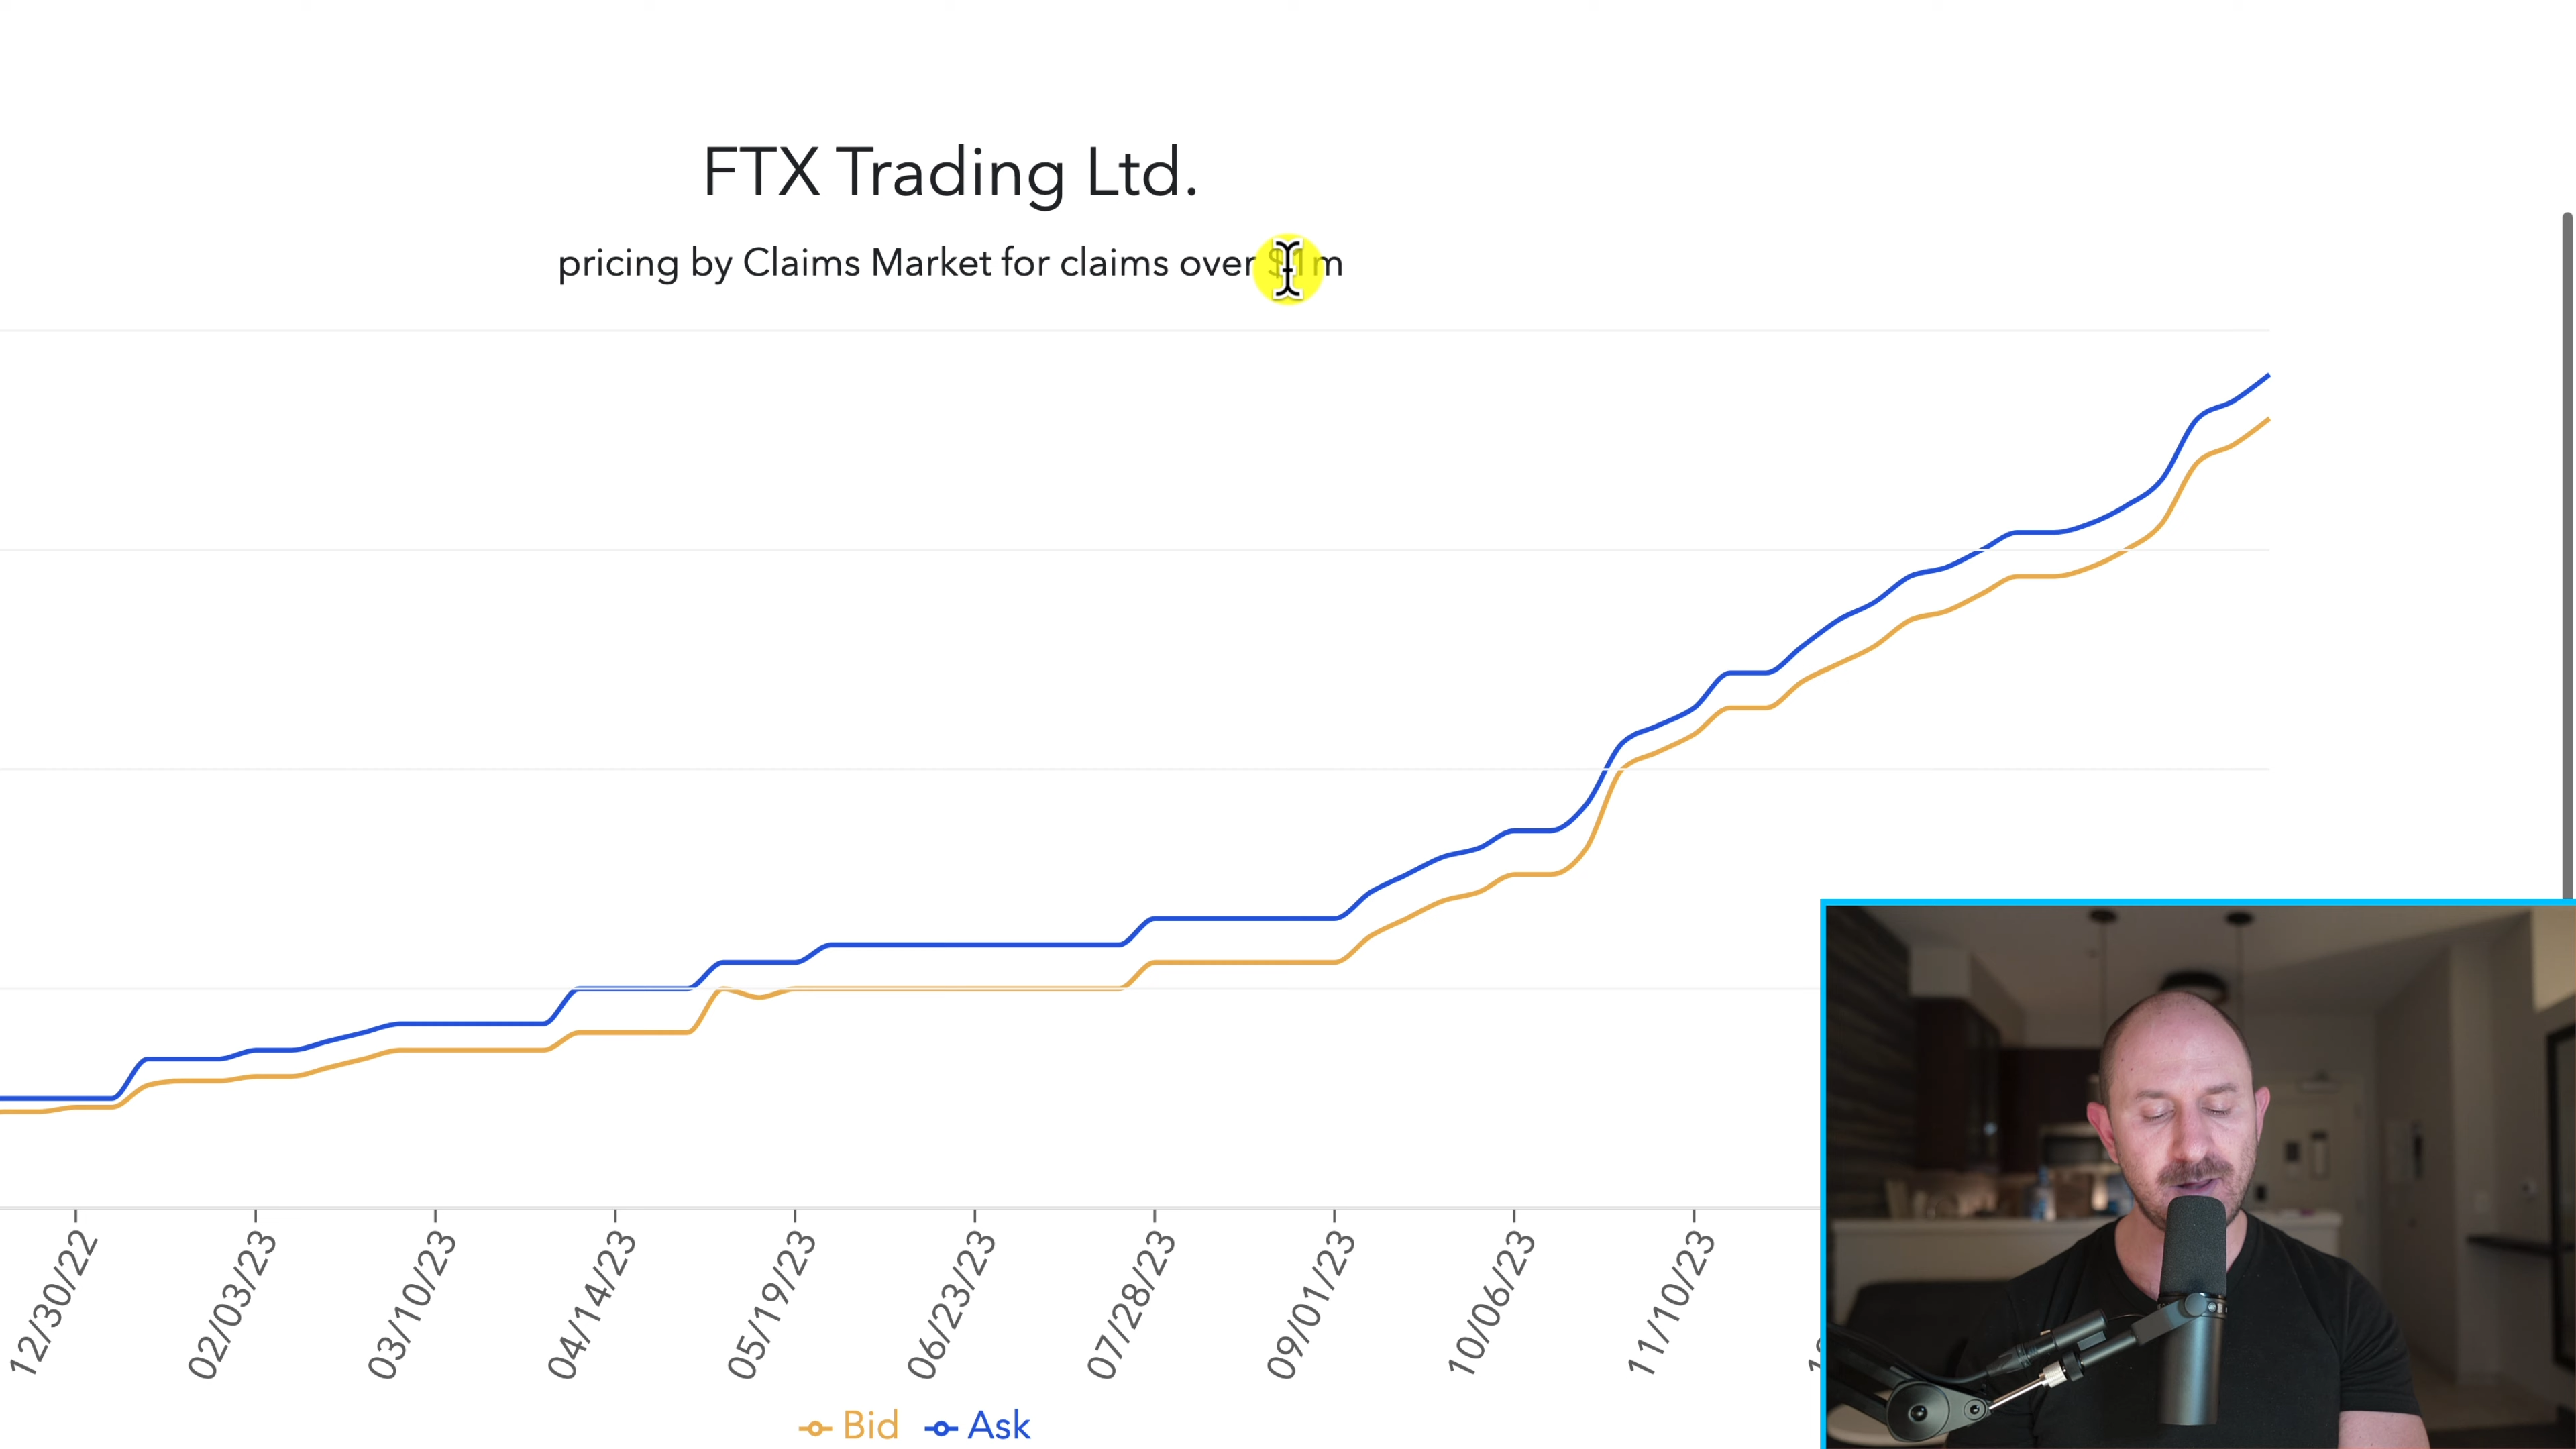 FTX Trading Ltd.
pricing by Claims Market for claims over $1m
12/30/22
02/03/23
03/10/23
04/14/23
05/19/23
06/23/23
07/28/23
09/01/23
10/06/23
11/10/23
Bid
Ask